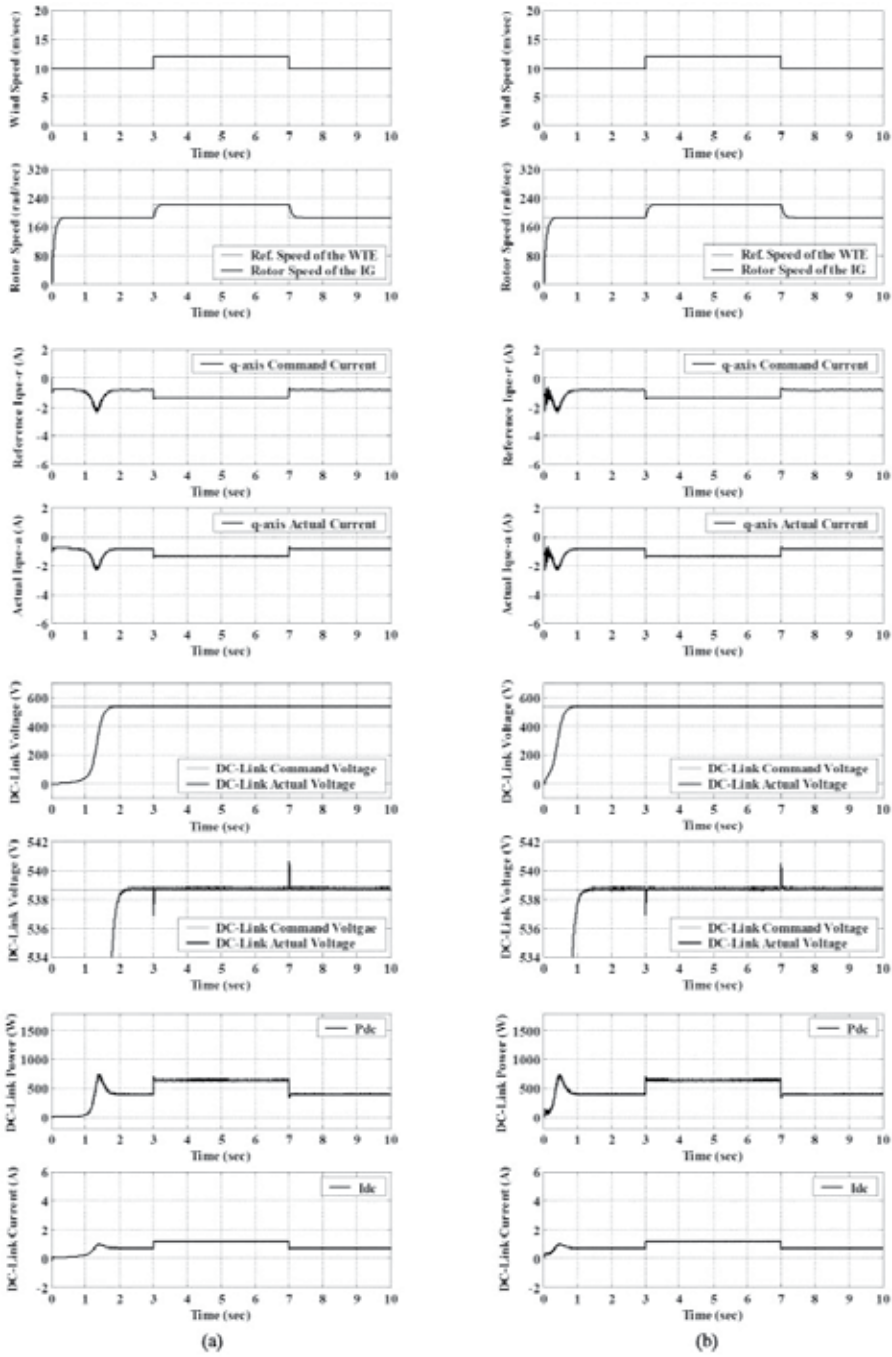 20
15
10
5
0
Wind Speed (m/sec)
0 1 2 3 4 5 6 7 8 9 10
Time (sec)
320
240
160
80
0
Rotor Speed (rad/sec)
Ref. Speed of the WTE
Rotor Speed of the IG
0 1 2 3 4 5 6 7 8 9 10
Time (sec)
2
0
-2
-4
-6
Reference Iqse-r (A)
q-axis Command Current
0 1 2 3 4 5 6 7 8 9 10
Time (sec)
2
0
-2
-4
-6
Actual Iqse-a (A)
q-axis Actual Current
0 1 2 3 4 5 6 7 8 9 10
Time (sec)
600
400
200
0
DC-Link Voltage (V)
DC-Link Command Voltage
DC-Link Actual Voltage
0 1 2 3 4 5 6 7 8 9 10
Time (sec)
542
540
538
536
534
DC-Link Voltage (V)
DC-Link Command Voltgae
DC-Link Actual Voltage
0 1 2 3 4 5 6 7 8 9 10
Time (sec)
1500
1000
500
0
DC-Link Power (W)
Pdc
0 1 2 3 4 5 6 7 8 9 10
Time (sec)
6
4
2
0
-2
DC-Link Current (A)
Idc
0 1 2 3 4 5 6 7 8 9 10
Time (sec)
(a)
20
15
10
5
0
Wind Speed (m/sec)
0 1 2 3 4 5 6 7 8 9 10
Time (sec)
320
240
160
80
0
Rotor Speed (rad/sec)
Ref. Speed of the WTE
Rotor Speed of the IG
0 1 2 3 4 5 6 7 8 9 10
Time (sec)
2
0
-2
-4
-6
Reference Iqse-r (A)
q-axis Command Current
0 1 2 3 4 5 6 7 8 9 10
Time (sec)
2
0
-2
-4
-6
Actual Iqse-a (A)
q-axis Actual Current
0 1 2 3 4 5 6 7 8 9 10
Time (sec)
600
400
200
0
DC-Link Voltage (V)
DC-Link Command Voltage
DC-Link Actual Voltage
0 1 2 3 4 5 6 7 8 9 10
Time (sec)
542
540
538
536
534
DC-Link Voltage (V)
DC-Link Command Voltage
DC-Link Actual Voltage
0 1 2 3 4 5 6 7 8 9 10
Time (sec)
1500
1000
500
0
DC-Link Power (W)
Pdc
0 1 2 3 4 5 6 7 8 9 10
Time (sec)
6
4
2
0
-2
DC-Link Current (A)
Idc
0 1 2 3 4 5 6 7 8 9 10
Time (sec)
(b)